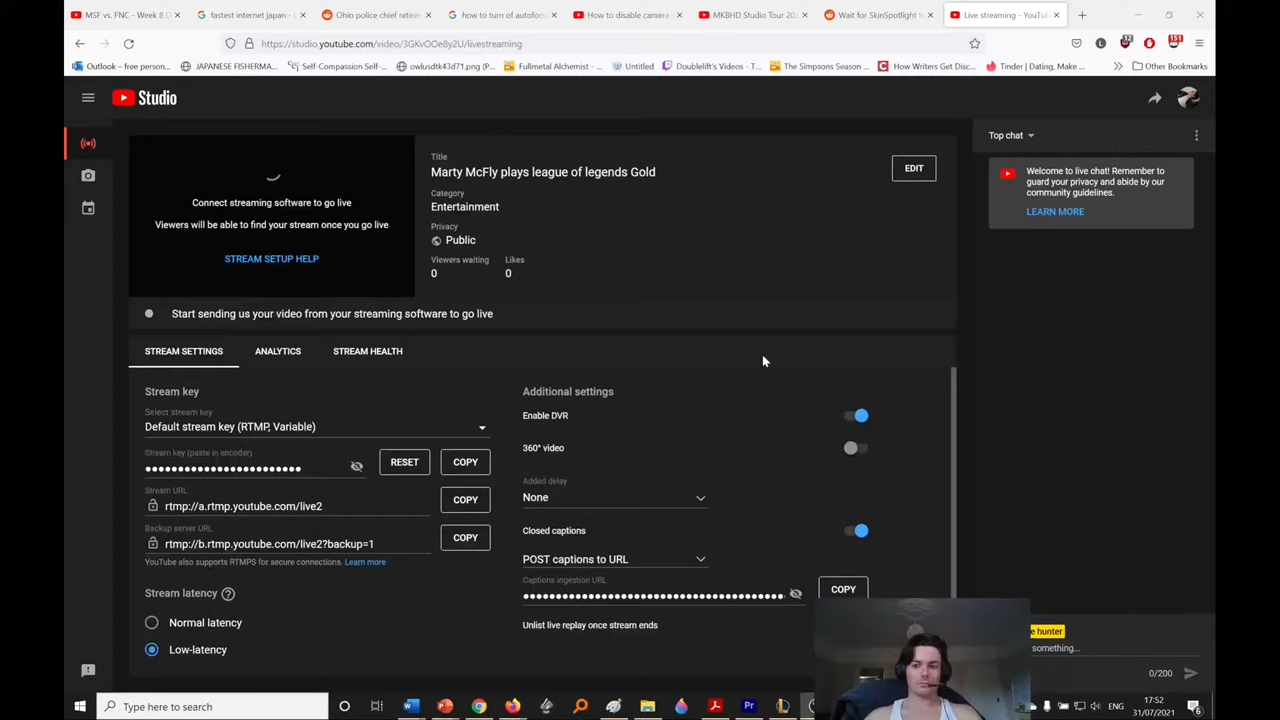 MSF vs. FNC - Week 8 D
fastest internet japan -
Ohio police chief retires
how to turn of autofoc
How to disable camera
MKBHD Studio Tour 20
Wait for SkinSpotlight t
Live streaming - YouTu
https://studio.youtube.com/video/3GKvOOe8y2U/livestreaming
12
151
Outlook – free person...
JAPANESE FISHERMA...
Self-Compassion Self-...
owlusdtk43d71.png (P...
Fullmetal Alchemist - ...
Untitled
Doublelift's Videos - T...
The Simpsons Season ...
How Writers Get Disc...
Tinder | Dating, Make ...
Other Bookmarks
Studio
Connect streaming software to go live
Viewers will be able to find your stream once you go live
STREAM SETUP HELP
Title
Marty McFly plays league of legends Gold
Category
Entertainment
Privacy
Public
Viewers waiting Likes
0 0
EDIT
Top chat
Welcome to live chat! Remember to
guard your privacy and abide by our
community guidelines.
LEARN MORE
Start sending us your video from your streaming software to go live
STREAM SETTINGS ANALYTICS STREAM HEALTH
Stream key
Select stream key
Default stream key (RTMP, Variable)
Stream key (paste in encoder)
RESET COPY
Stream URL
rtmp://a.rtmp.youtube.com/live2
COPY
Backup server URL
rtmp://b.rtmp.youtube.com/live2?backup=1
COPY
YouTube also supports RTMPS for secure connections. Learn more
Stream latency
Normal latency
Low-latency
Additional settings
Enable DVR
360° video
Added delay
None
Closed captions
POST captions to URL
Captions ingestion URL
COPY
Unlist live replay once stream ends
e hunter
something...
0/200
Type here to search
ENG
17:52
31/07/2021
6